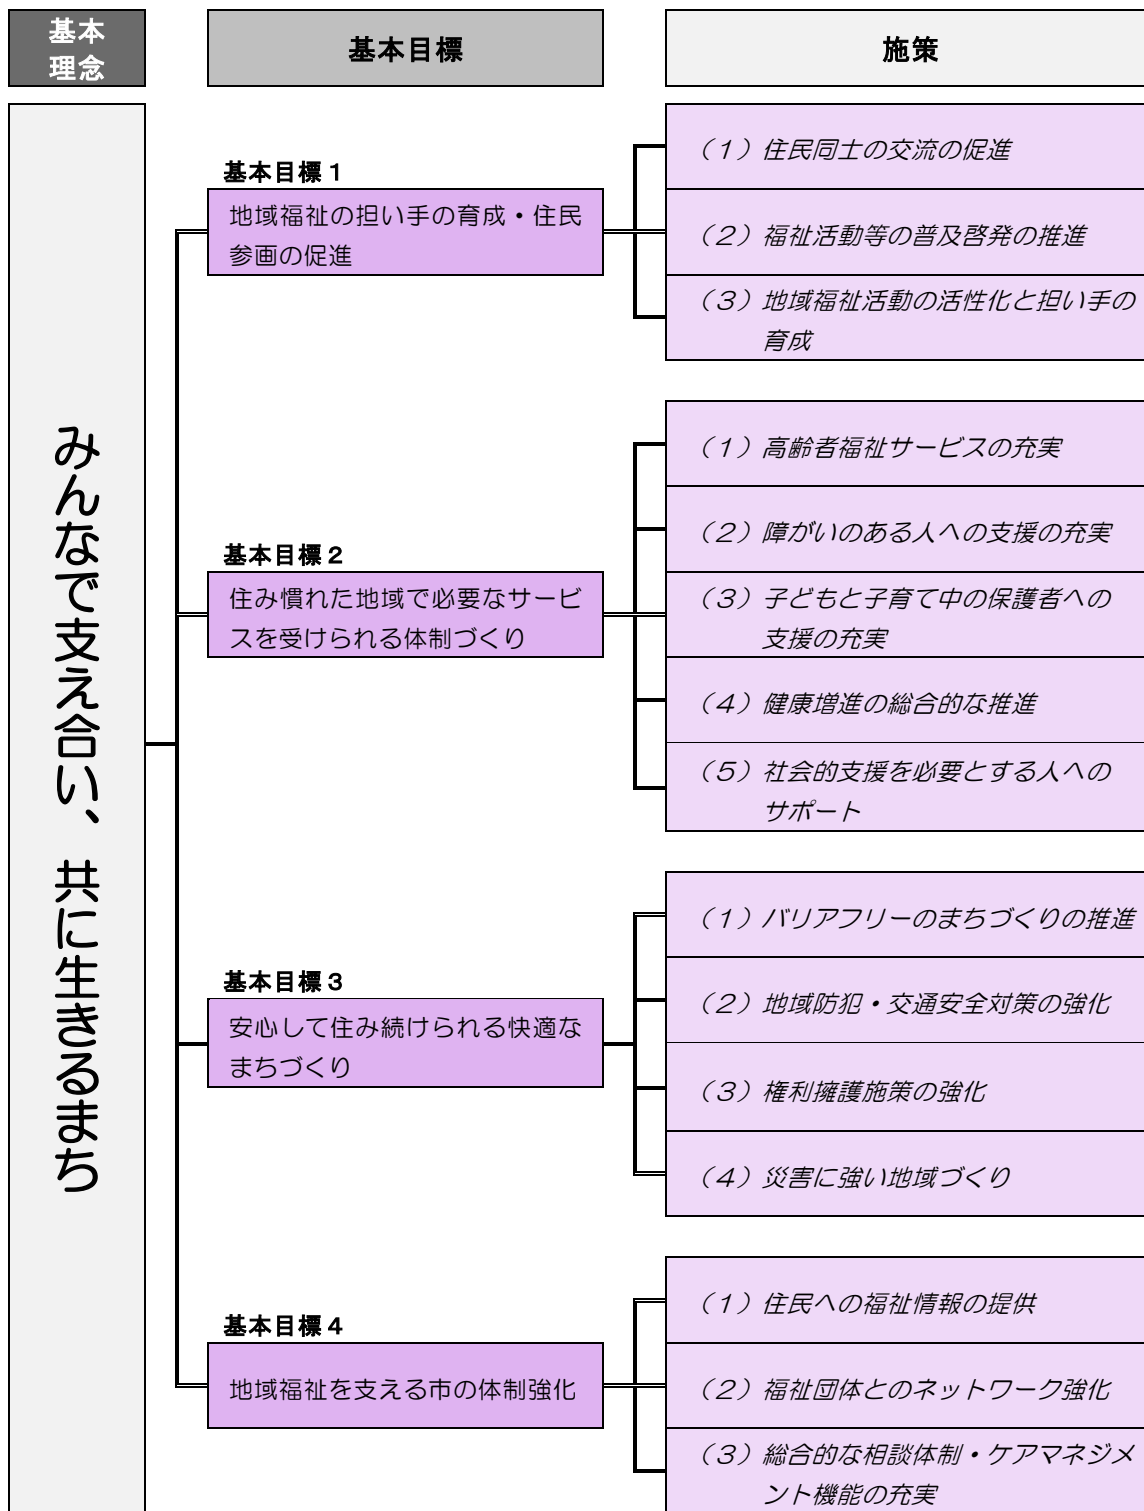 基本
理念
基本目標
施策
みんなで支え合い、共に生きるまち
基本目標１
地域福祉の担い手の育成・住民
参画の促進
（１）住民同士の交流の促進
（２）福祉活動等の普及啓発の推進
（３）地域福祉活動の活性化と担い手の
育成
基本目標２
住み慣れた地域で必要なサービ
スを受けられる体制づくり
（１）高齢者福祉サービスの充実
（２）障がいのある人への支援の充実
（３）子どもと子育て中の保護者への
支援の充実
（４）健康増進の総合的な推進
（５）社会的支援を必要とする人への
サポート
基本目標３
安心して住み続けられる快適な
まちづくり
（１）バリアフリーのまちづくりの推進
（２）地域防犯・交通安全対策の強化
（３）権利擁護施策の強化
（４）災害に強い地域づくり
基本目標４
地域福祉を支える市の体制強化
（１）住民への福祉情報の提供
（２）福祉団体とのネットワーク強化
（３）総合的な相談体制・ケアマネジメ
ント機能の充実